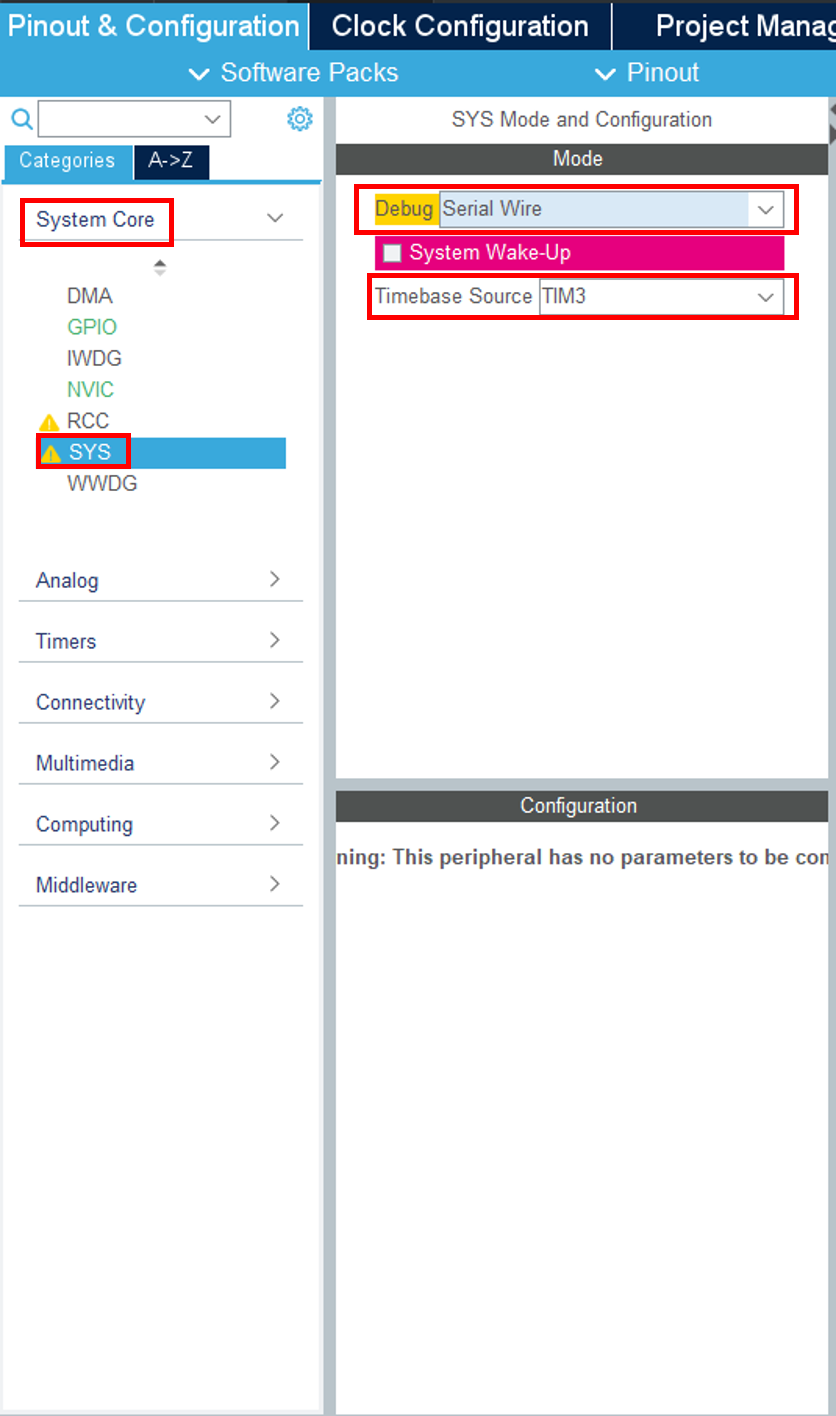 Pinout & Configuration
Clock Configuration
Project Manag
Software Packs
Pinout
Categories
A->Z
System Core
DMA
GPIO
IWDG
NVIC
RCC
SYS
WWDG
Analog
Timers
Connectivity
Multimedia
Computing
Middleware
SYS Mode and Configuration
Mode
Debug Serial Wire
System Wake-Up
Timebase Source TIM3
Configuration
ning: This peripheral has no parameters to be con